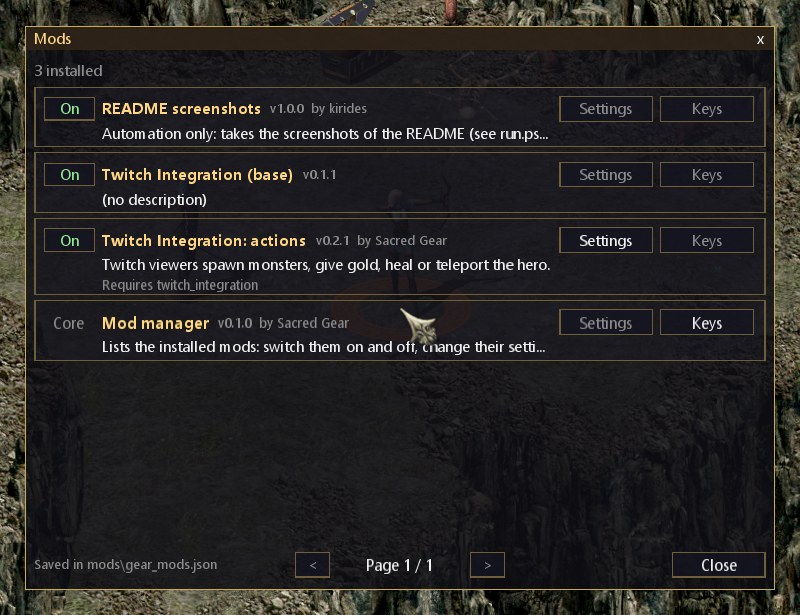 Mods x
3 installed
On README screenshots v1.0.0 by kirides Settings Keys
Automation only: takes the screenshots of the README (see run.ps...
On Twitch Integration (base) v0.1.1 Settings Keys
(no description)
On Twitch Integration: actions v0.2.1 by Sacred Gear Settings Keys
Twitch viewers spawn monsters, give gold, heal or teleport the hero.
Requires twitch_integration
Core Mod manager v0.1.0 by Sacred Gear Settings Keys
Lists the installed mods: switch them on and off, change their setti...
Saved in mods\gear_mods.json < Page 1 / 1 > Close